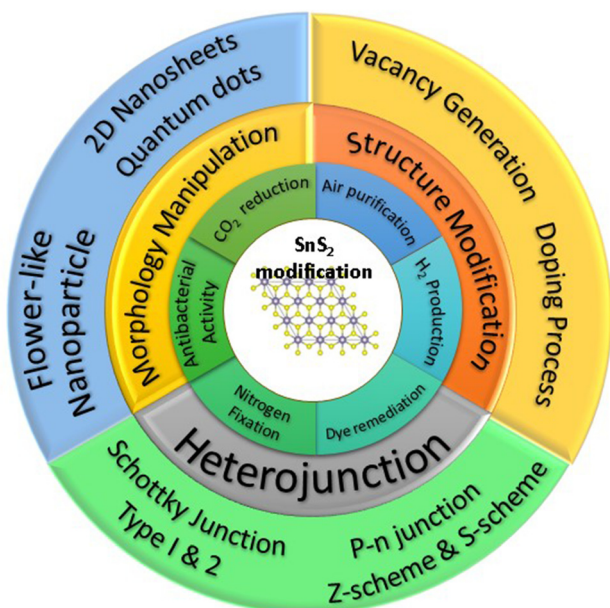 SnS₂
modification
Air purification
H₂ Production
Dye remediation
Nitrogen
Fixation
Antibacterial
Activity
CO₂ reduction
Structure Modification
Heterojunction
Morphology Manipulation
Vacancy Generation
Doping Process
P-n junction
Z-scheme & S-scheme
Schottky Junction
Type I & 2
Flower-like
Nanoparticle
2D Nanosheets
Quantum dots